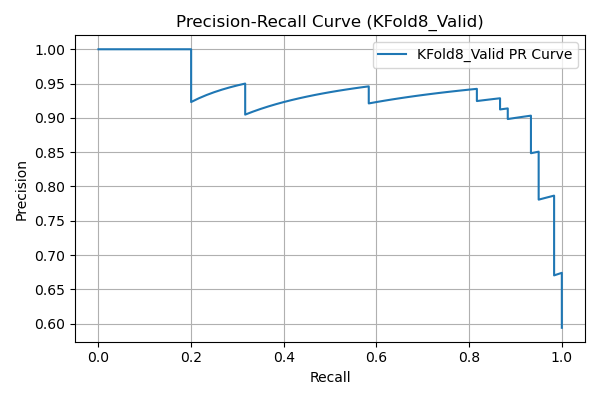 Precision-Recall Curve (KFold8_Valid)
KFold8_Valid PR Curve
1.00
0.95
0.90
0.85
0.80
0.75
0.70
0.65
0.60
Precision
0.0 0.2 0.4 0.6 0.8 1.0
Recall